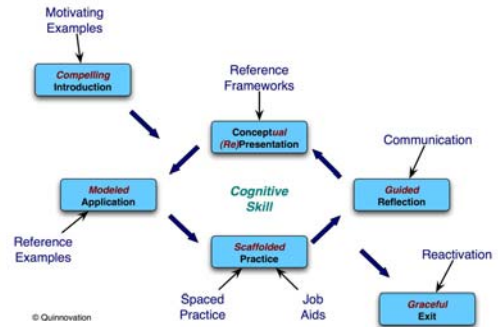 Motivating
Examples
Compelling
Introduction
Reference
Frameworks
Conceptual
(Re)Presentation
Communication
Modeled
Application
Cognitive
Skill
Guided
Reflection
Reference
Examples
Scaffolded
Practice
Reactivation
Spaced
Practice
Job
Aids
Graceful
Exit
© Quinnovation